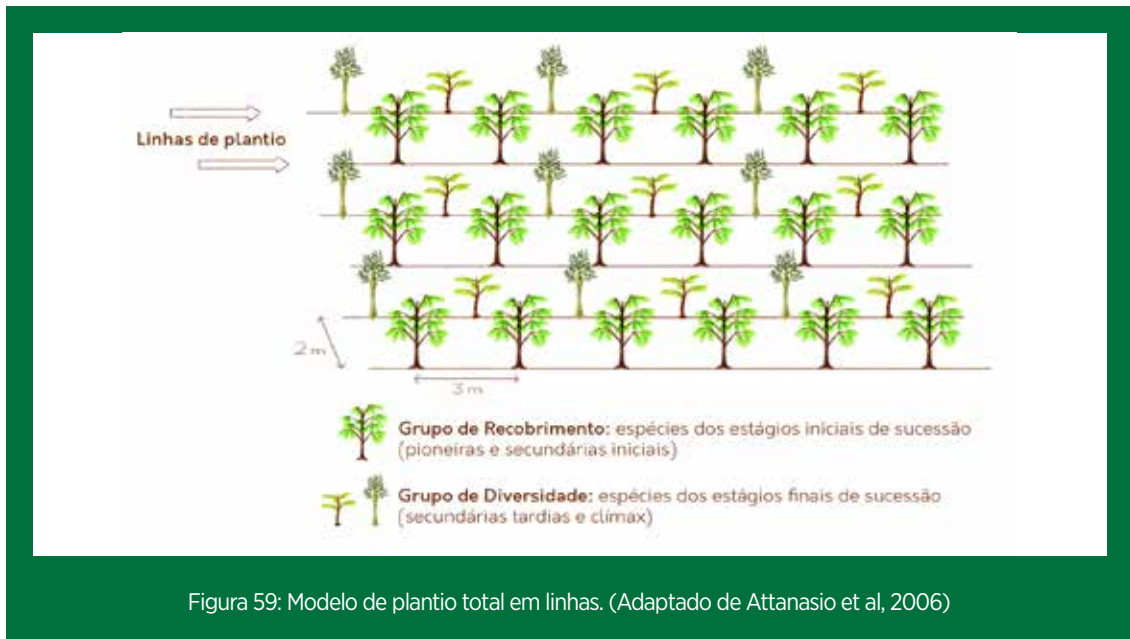 Linhas de plantio
2 m
3 m
Grupo de Recobrimento: espécies dos estágios iniciais de sucessão
(pioneiras e secundárias iniciais)
Grupo de Diversidade: espécies dos estágios finais de sucessão
(secundárias tardias e clímax)
Figura 59: Modelo de plantio total em linhas. (Adaptado de Attanasio et al, 2006)